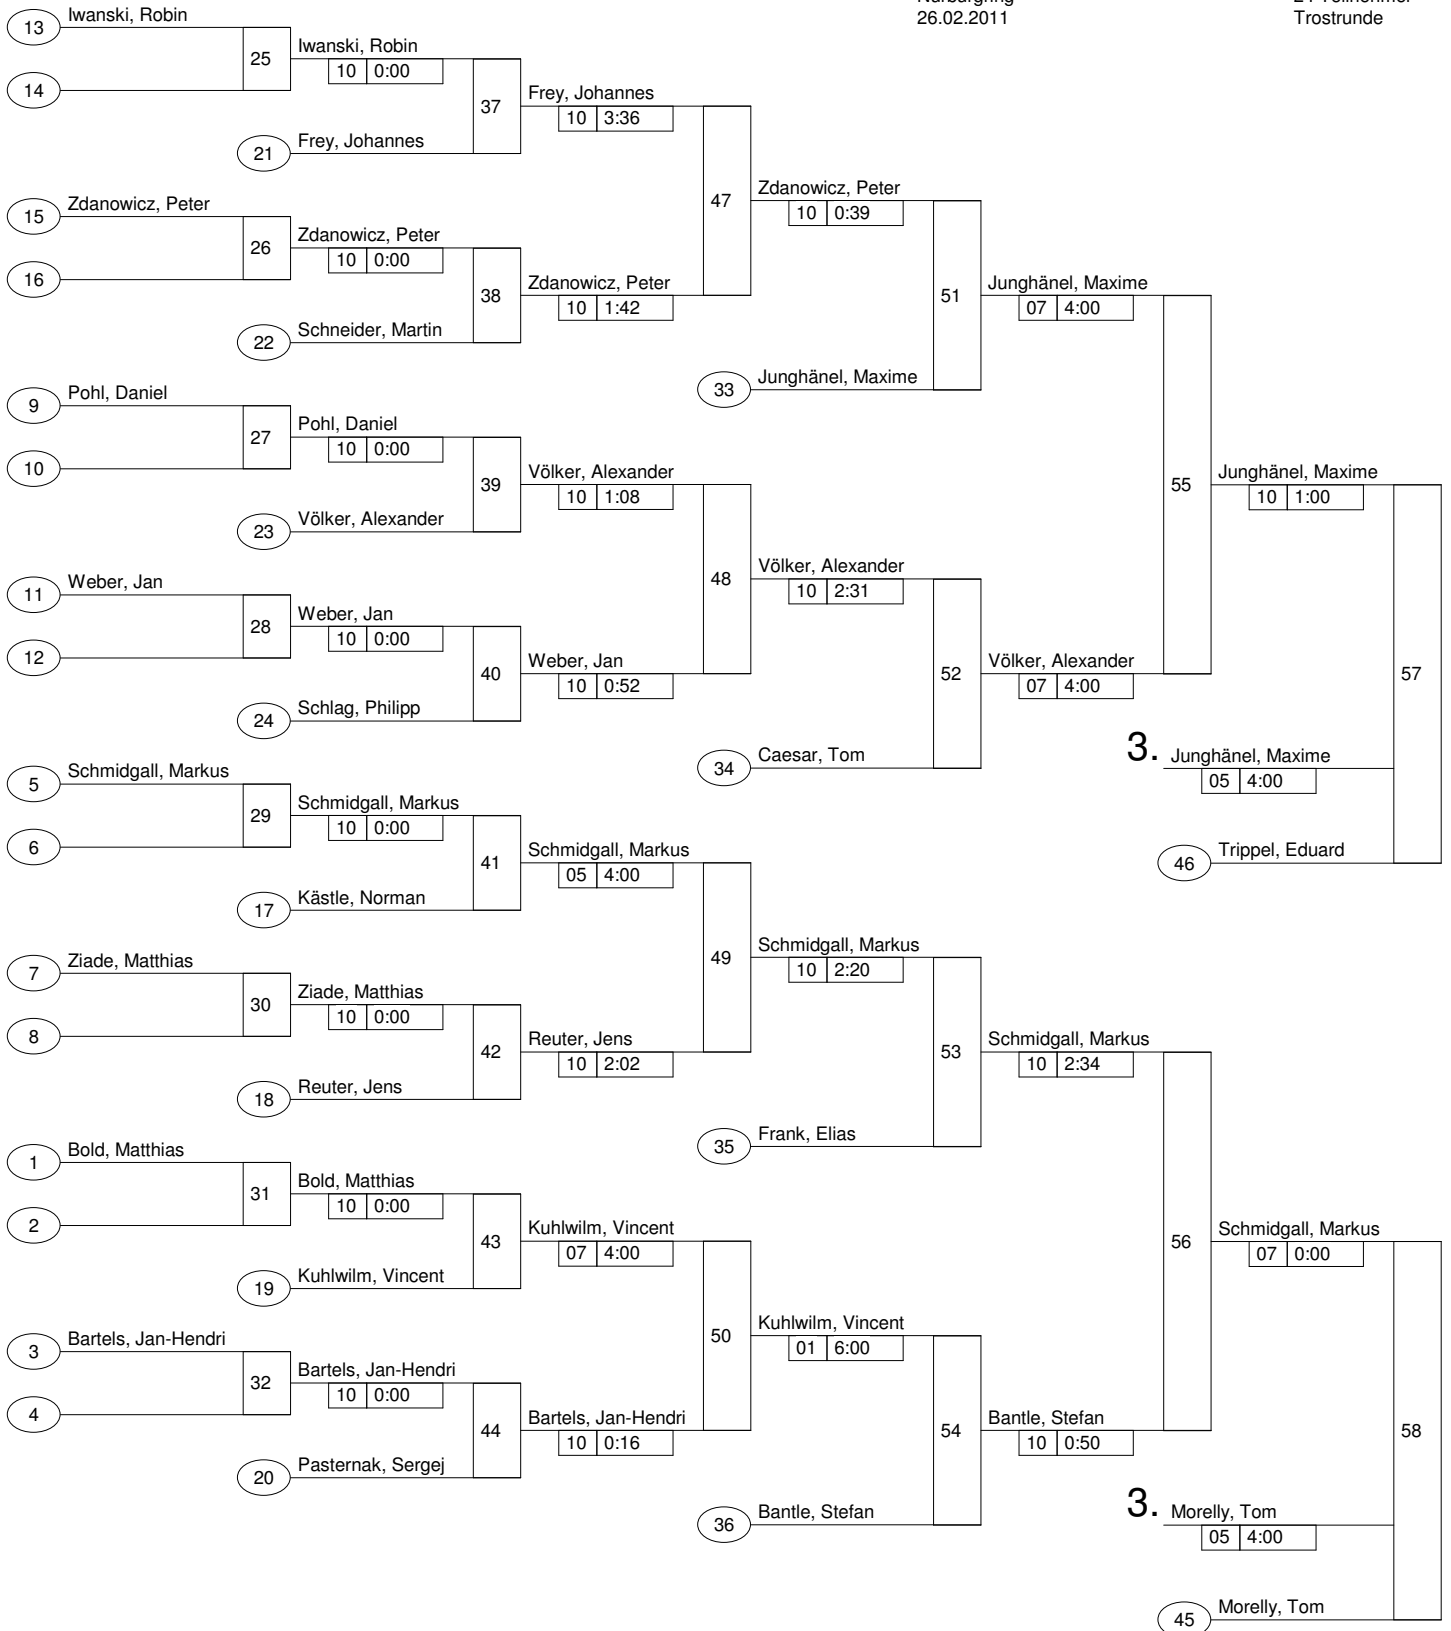 Nürburgring
26.02.2011
24 Teilnehmer
Trostrunde
13 Iwanski, Robin
14
25
Iwanski, Robin
10 0:00
21 Frey, Johannes
37
Frey, Johannes
10 3:36
15 Zdanowicz, Peter
16
26
Zdanowicz, Peter
10 0:00
22 Schneider, Martin
38
Zdanowicz, Peter
10 1:42
47
Zdanowicz, Peter
10 0:39
33 Junghänel, Maxime
51
Junghänel, Maxime
07 4:00
9 Pohl, Daniel
10
27
Pohl, Daniel
10 0:00
23 Völker, Alexander
39
Völker, Alexander
10 1:08
11 Weber, Jan
12
28
Weber, Jan
10 0:00
24 Schlag, Philipp
40
Weber, Jan
10 0:52
48
Völker, Alexander
10 2:31
34 Caesar, Tom
52
Völker, Alexander
07 4:00
55
Junghänel, Maxime
10 1:00
57
3. Junghänel, Maxime
05 4:00
46 Trippel, Eduard
5 Schmidgall, Markus
6
29
Schmidgall, Markus
10 0:00
17 Kästle, Norman
41
Schmidgall, Markus
05 4:00
7 Ziade, Matthias
8
30
Ziade, Matthias
10 0:00
18 Reuter, Jens
42
Reuter, Jens
10 2:02
49
Schmidgall, Markus
10 2:20
35 Frank, Elias
53
Schmidgall, Markus
10 2:34
1 Bold, Matthias
2
31
Bold, Matthias
10 0:00
19 Kuhlwilm, Vincent
43
Kuhlwilm, Vincent
07 4:00
3 Bartels, Jan-Hendri
4
32
Bartels, Jan-Hendri
10 0:00
20 Pasternak, Sergej
44
Bartels, Jan-Hendri
10 0:16
50
Kuhlwilm, Vincent
01 6:00
36 Bantle, Stefan
54
Bantle, Stefan
10 0:50
56
Schmidgall, Markus
07 0:00
58
3. Morelly, Tom
05 4:00
45 Morelly, Tom